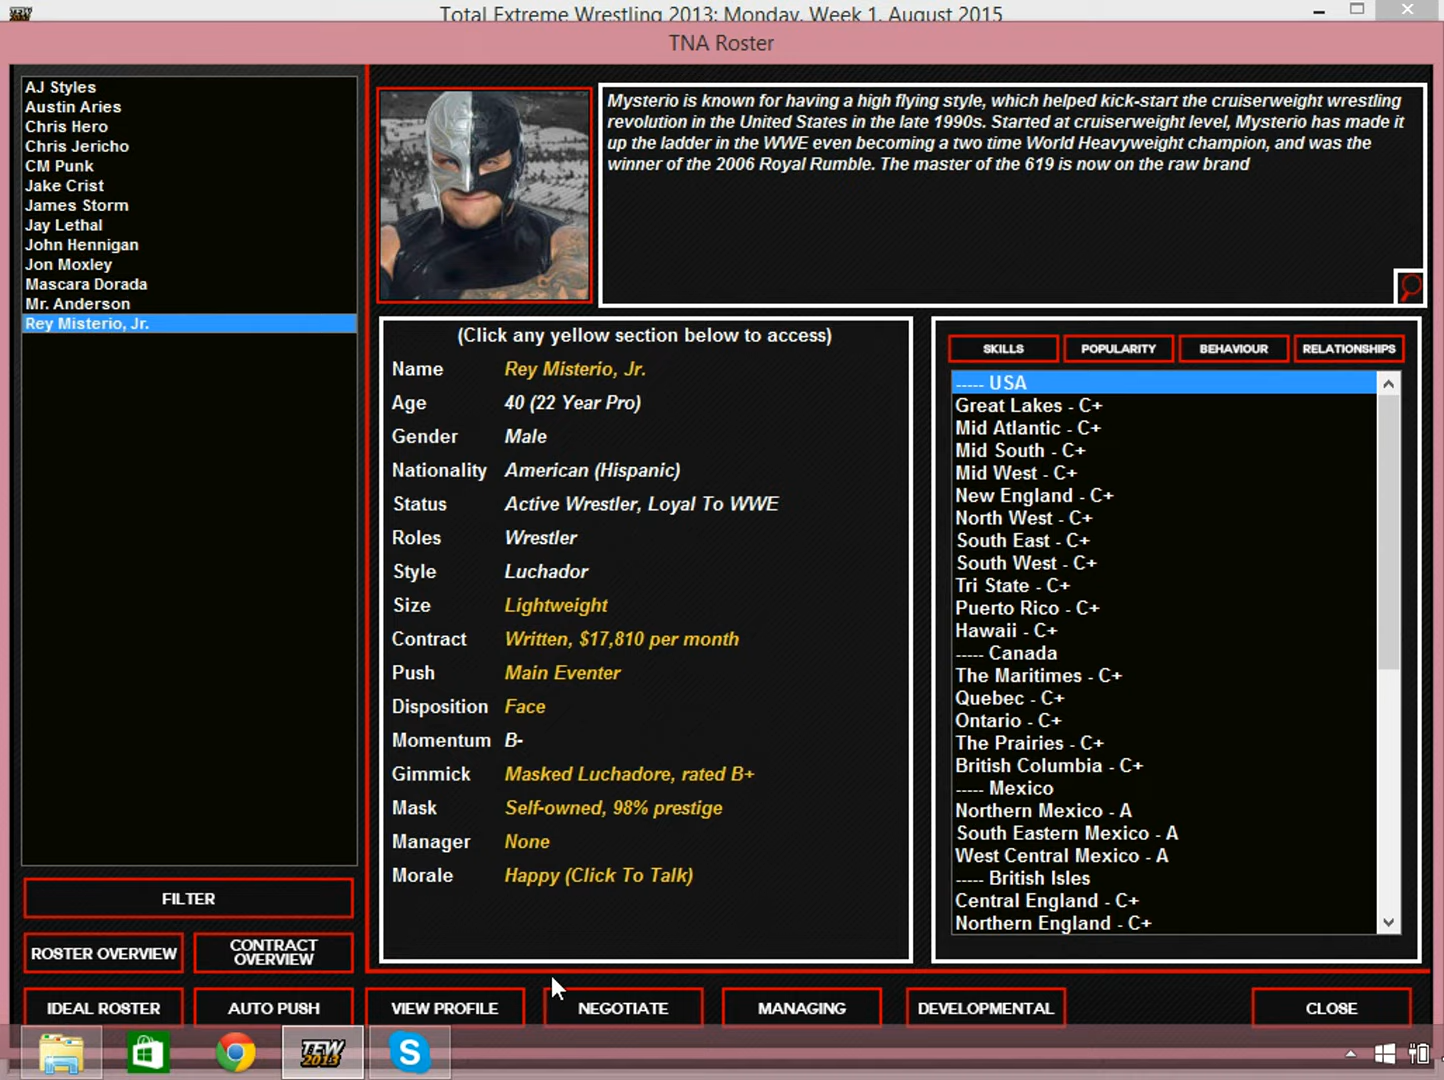 Total Extreme Wrestling 2013: Monday, Week 1, August 2015
TNA Roster
AJ Styles
Austin Aries
Chris Hero
Chris Jericho
CM Punk
Jake Crist
James Storm
Jay Lethal
John Hennigan
Jon Moxley
Mascara Dorada
Mr. Anderson
Rey Misterio, Jr.
FILTER
ROSTER OVERVIEW
CONTRACT
OVERVIEW
IDEAL ROSTER
AUTO PUSH
Mysterio is known for having a high flying style, which helped kick-start the cruiserweight wrestling
revolution in the United States in the late 1990s. Started at cruiserweight level, Mysterio has made it
up the ladder in the WWE even becoming a two time World Heavyweight champion, and was the
winner of the 2006 Royal Rumble. The master of the 619 is now on the raw brand
(Click any yellow section below to access)
Name Rey Misterio, Jr.
Age 40 (22 Year Pro)
Gender Male
Nationality American (Hispanic)
Status Active Wrestler, Loyal To WWE
Roles Wrestler
Style Luchador
Size Lightweight
Contract Written, $17,810 per month
Push Main Eventer
Disposition Face
Momentum B-
Gimmick Masked Luchadore, rated B+
Mask Self-owned, 98% prestige
Manager None
Morale Happy (Click To Talk)
SKILLS POPULARITY BEHAVIOUR RELATIONSHIPS
----- USA
Great Lakes - C+
Mid Atlantic - C+
Mid South - C+
Mid West - C+
New England - C+
North West - C+
South East - C+
South West - C+
Tri State - C+
Puerto Rico - C+
Hawaii - C+
----- Canada
The Maritimes - C+
Quebec - C+
Ontario - C+
The Prairies - C+
British Columbia - C+
----- Mexico
Northern Mexico - A
South Eastern Mexico - A
West Central Mexico - A
----- British Isles
Central England - C+
Northern England - C+
VIEW PROFILE NEGOTIATE MANAGING DEVELOPMENTAL CLOSE
TEW
2013